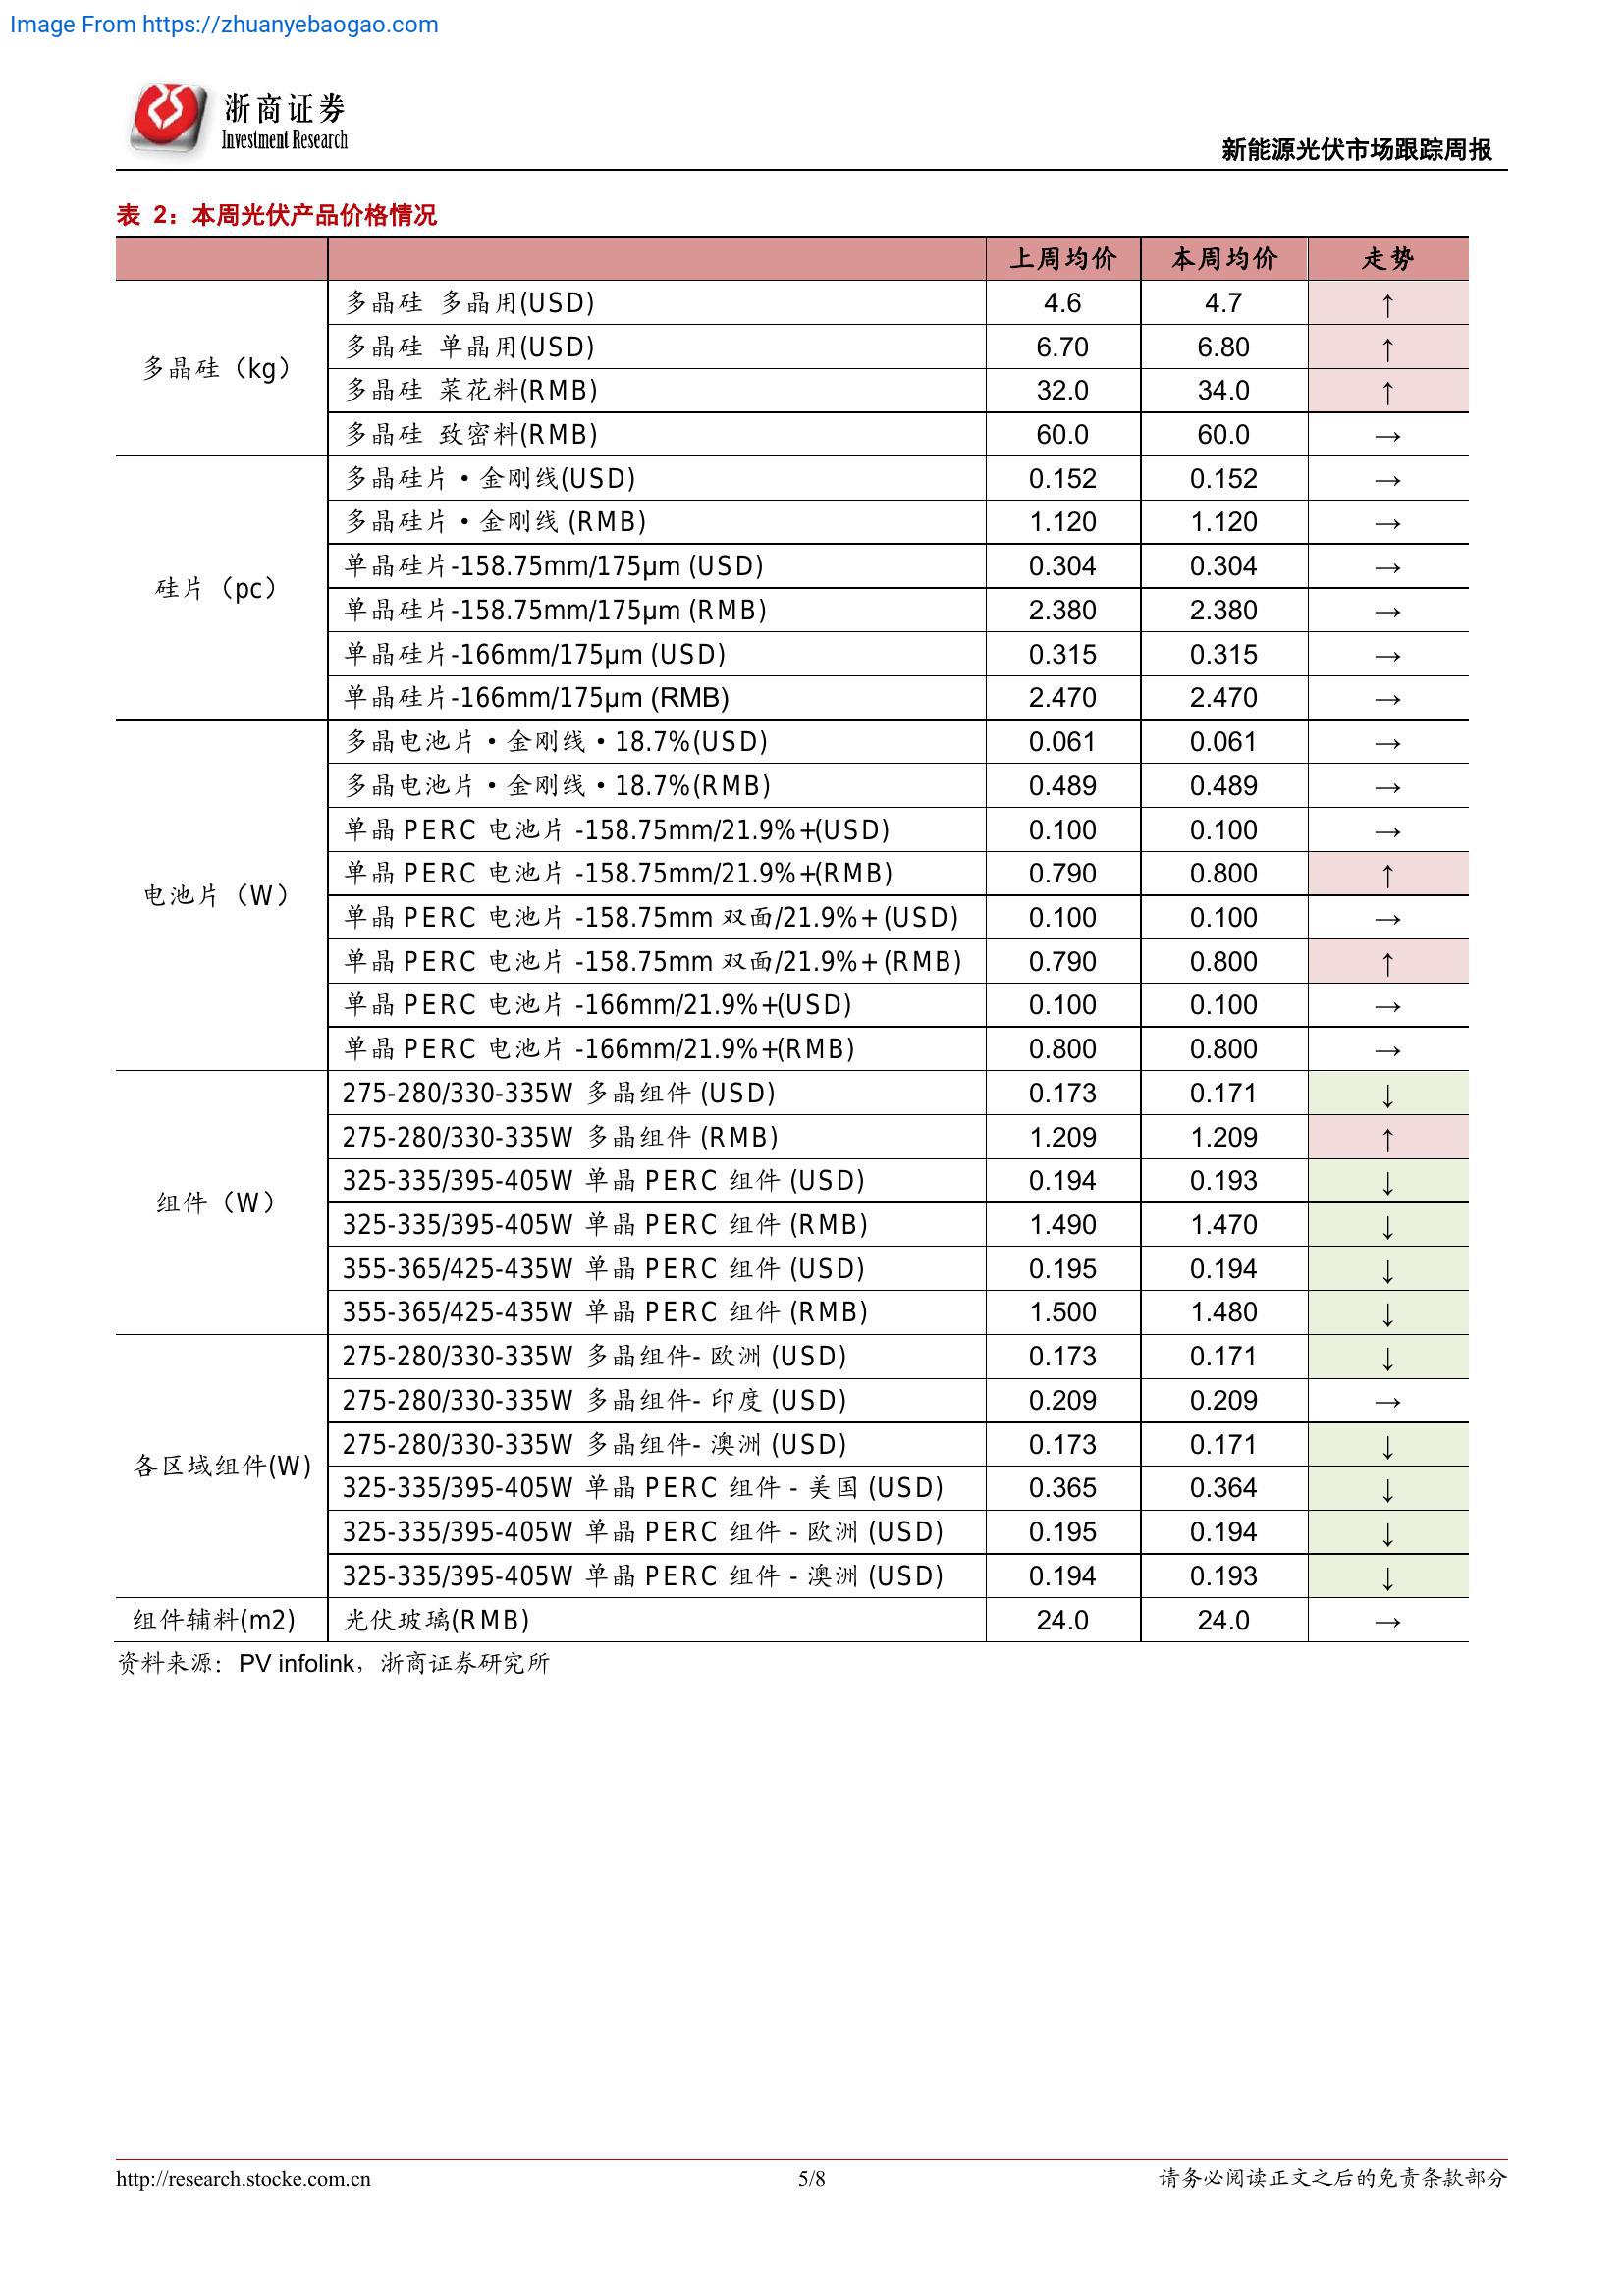 Image From https://zhuanyebaogao.com
浙商证券
Investment Research
新能源光伏市场跟踪周报
表 2：本周光伏产品价格情况
上周均价 本周均价 走势
多晶硅（kg）
多晶硅 多晶用(USD) 4.6 4.7 ↑
多晶硅 单晶用(USD) 6.70 6.80 ↑
多晶硅 菜花料(RMB) 32.0 34.0 ↑
多晶硅 致密料(RMB) 60.0 60.0 →
硅片（pc）
多晶硅片·金刚线(USD) 0.152 0.152 →
多晶硅片·金刚线 (RMB) 1.120 1.120 →
单晶硅片-158.75mm/175μm (USD) 0.304 0.304 →
单晶硅片-158.75mm/175μm (RMB) 2.380 2.380 →
单晶硅片-166mm/175μm (USD) 0.315 0.315 →
单晶硅片-166mm/175μm (RMB) 2.470 2.470 →
电池片（W）
多晶电池片·金刚线·18.7%(USD) 0.061 0.061 →
多晶电池片·金刚线·18.7%(RMB) 0.489 0.489 →
单晶 PERC 电池片 -158.75mm/21.9%+(USD) 0.100 0.100 →
单晶 PERC 电池片 -158.75mm/21.9%+(RMB) 0.790 0.800 ↑
单晶 PERC 电池片 -158.75mm 双面/21.9%+ (USD) 0.100 0.100 →
单晶 PERC 电池片 -158.75mm 双面/21.9%+ (RMB) 0.790 0.800 ↑
单晶 PERC 电池片 -166mm/21.9%+(USD) 0.100 0.100 →
单晶 PERC 电池片 -166mm/21.9%+(RMB) 0.800 0.800 →
组件（W）
275-280/330-335W 多晶组件 (USD) 0.173 0.171 ↓
275-280/330-335W 多晶组件 (RMB) 1.209 1.209 ↑
325-335/395-405W 单晶 PERC 组件 (USD) 0.194 0.193 ↓
325-335/395-405W 单晶 PERC 组件 (RMB) 1.490 1.470 ↓
355-365/425-435W 单晶 PERC 组件 (USD) 0.195 0.194 ↓
355-365/425-435W 单晶 PERC 组件 (RMB) 1.500 1.480 ↓
各区域组件(W)
275-280/330-335W 多晶组件- 欧洲 (USD) 0.173 0.171 ↓
275-280/330-335W 多晶组件- 印度 (USD) 0.209 0.209 →
275-280/330-335W 多晶组件- 澳洲 (USD) 0.173 0.171 ↓
325-335/395-405W 单晶 PERC 组件 - 美国 (USD) 0.365 0.364 ↓
325-335/395-405W 单晶 PERC 组件 - 欧洲 (USD) 0.195 0.194 ↓
325-335/395-405W 单晶 PERC 组件 - 澳洲 (USD) 0.194 0.193 ↓
组件辅料(m2) 光伏玻璃(RMB) 24.0 24.0 →
资料来源：PV infolink，浙商证券研究所
http://research.stocke.com.cn 5/8 请务必阅读正文之后的免责条款部分